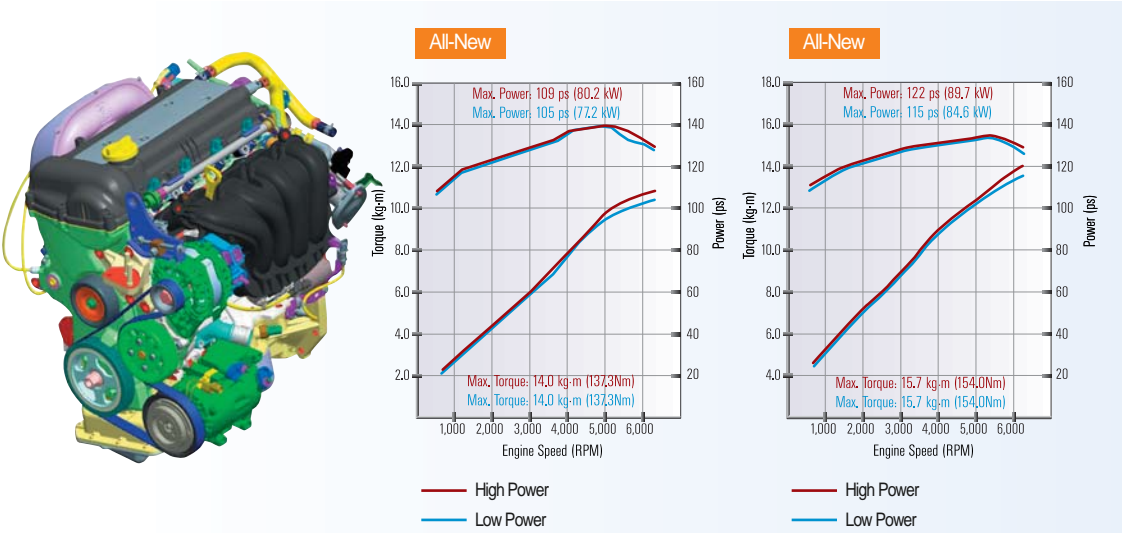 All-New
Max. Power: 109 ps (80.2 kW)
Max. Power: 105 ps (77.2 kW)
16.0
14.0
12.0
10.0
8.0
6.0
4.0
2.0
Torque (kg·m)
160
140
120
100
80
60
40
20
Power (ps)
Max. Torque: 14.0 kg·m (137.3Nm)
Max. Torque: 14.0 kg·m (137.3Nm)
1,000 2,000 3,000 4,000 5,000 6,000
Engine Speed (RPM)
High Power
Low Power
All-New
Max. Power: 122 ps (89.7 kW)
Max. Power: 115 ps (84.6 kW)
18.0
16.0
14.0
12.0
10.0
8.0
6.0
4.0
Torque (kg·m)
160
140
120
100
80
60
40
20
Power (ps)
Max. Torque: 15.7 kg·m (154.0Nm)
Max. Torque: 15.7 kg·m (154.0Nm)
1,000 2,000 3,000 4,000 5,000 6,000
Engine Speed (RPM)
High Power
Low Power